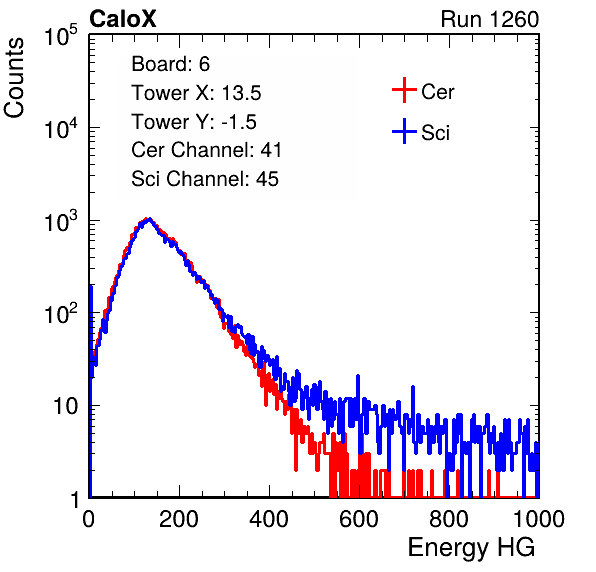 CaloX Run 1260
Board: 6
Tower X: 13.5
Tower Y: -1.5
Cer Channel: 41
Sci Channel: 45
Cer
Sci
Counts
10^5
10^4
10^3
10^2
10
1
0 200 400 600 800 1000
Energy HG